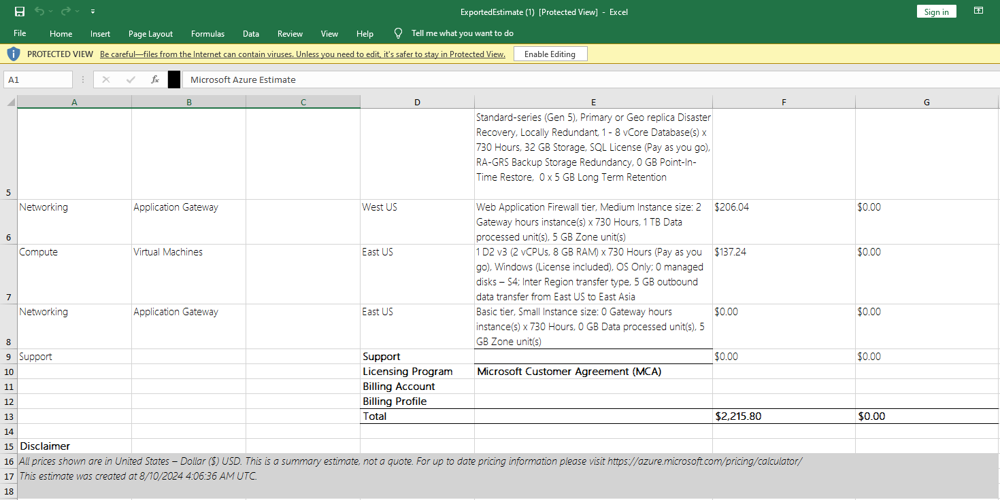 ExportedEstimate (1) [Protected View] - Excel
Sign in
File Home Insert Page Layout Formulas Data Review View Help Tell me what you want to do
PROTECTED VIEW Be careful—files from the Internet can contain viruses. Unless you need to edit, it's safer to stay in Protected View. Enable Editing
A1 fx Microsoft Azure Estimate
A B C D E F G
Standard-series (Gen 5), Primary or Geo replica Disaster
Recovery, Locally Redundant, 1 - 8 vCore Database(s) x
730 Hours, 32 GB Storage, SQL License (Pay as you go),
RA-GRS Backup Storage Redundancy, 0 GB Point-In-
Time Restore, 0 x 5 GB Long Term Retention
5
Networking Application Gateway West US Web Application Firewall tier, Medium Instance size: 2 $206.04 $0.00
Gateway hours instance(s) x 730 Hours, 1 TB Data
6 processed unit(s), 5 GB Zone unit(s)
Compute Virtual Machines East US 1 D2 v3 (2 vCPUs, 8 GB RAM) x 730 Hours (Pay as you $137.24 $0.00
go), Windows (License included), OS Only; 0 managed
disks – S4; Inter Region transfer type, 5 GB outbound
7 data transfer from East US to East Asia
Networking Application Gateway East US Basic tier, Small Instance size: 0 Gateway hours $0.00 $0.00
instance(s) x 730 Hours, 0 GB Data processed unit(s), 5
8 GB Zone unit(s)
9 Support Support $0.00 $0.00
10 Licensing Program Microsoft Customer Agreement (MCA)
11 Billing Account
12 Billing Profile
13 Total $2,215.80 $0.00
14
15 Disclaimer
16 All prices shown are in United States – Dollar ($) USD. This is a summary estimate, not a quote. For up to date pricing information please visit https://azure.microsoft.com/pricing/calculator/
17 This estimate was created at 8/10/2024 4:06:36 AM UTC.
18